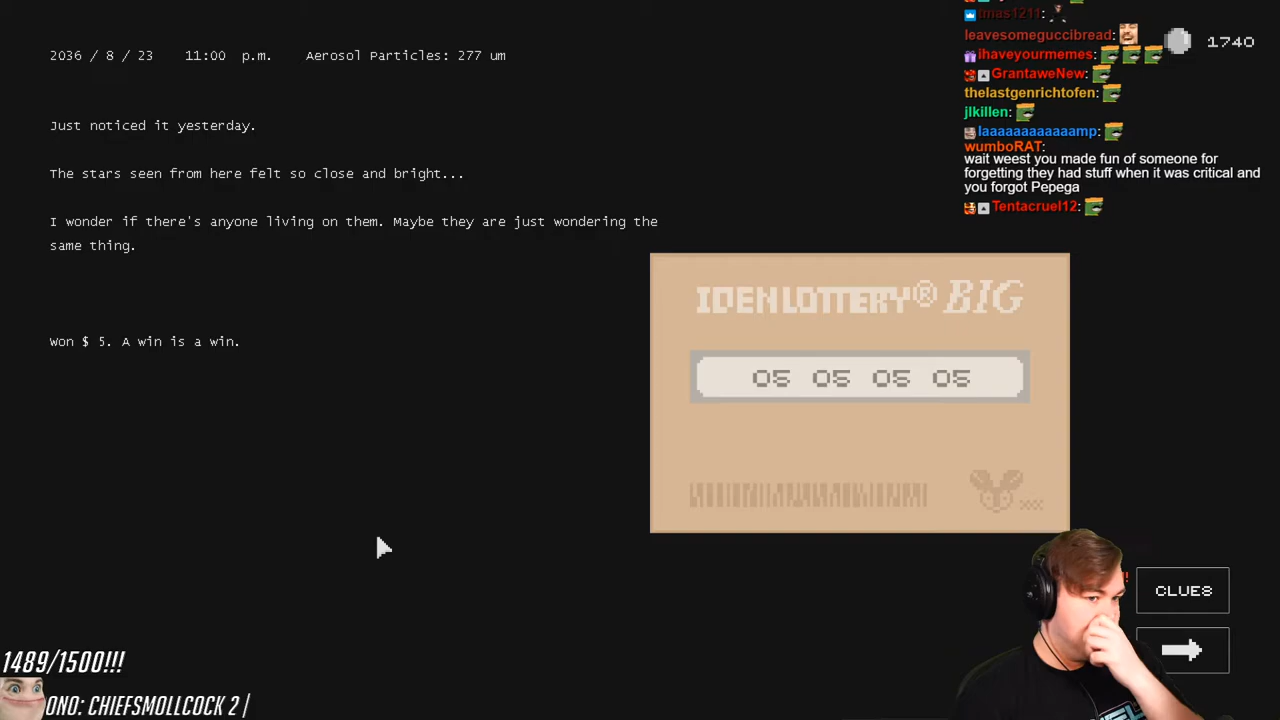 2036 / 8 / 23 11:00 p.m. Aerosol Particles: 277 um
Just noticed it yesterday.
The stars seen from here felt so close and bright...
I wonder if there's anyone living on them. Maybe they are just wondering the
same thing.
Won $ 5. A win is a win.
IDEN LOTTERY® BIG
05 05 05 05
xxx
tmas1211:
leavesomeguccibread:
ihaveyourmemes:
GrantaweNew:
thelastgenrichtofen:
jlkillen:
laaaaaaaaaaaamp:
wumboRAT:
wait weest you made fun of someone for
forgetting they had stuff when it was critical and
you forgot Pepega
Tentacruel12:
1740
CLUES
1489/1500!!!
ONO: CHIEFSMOLLCOCK 2 |